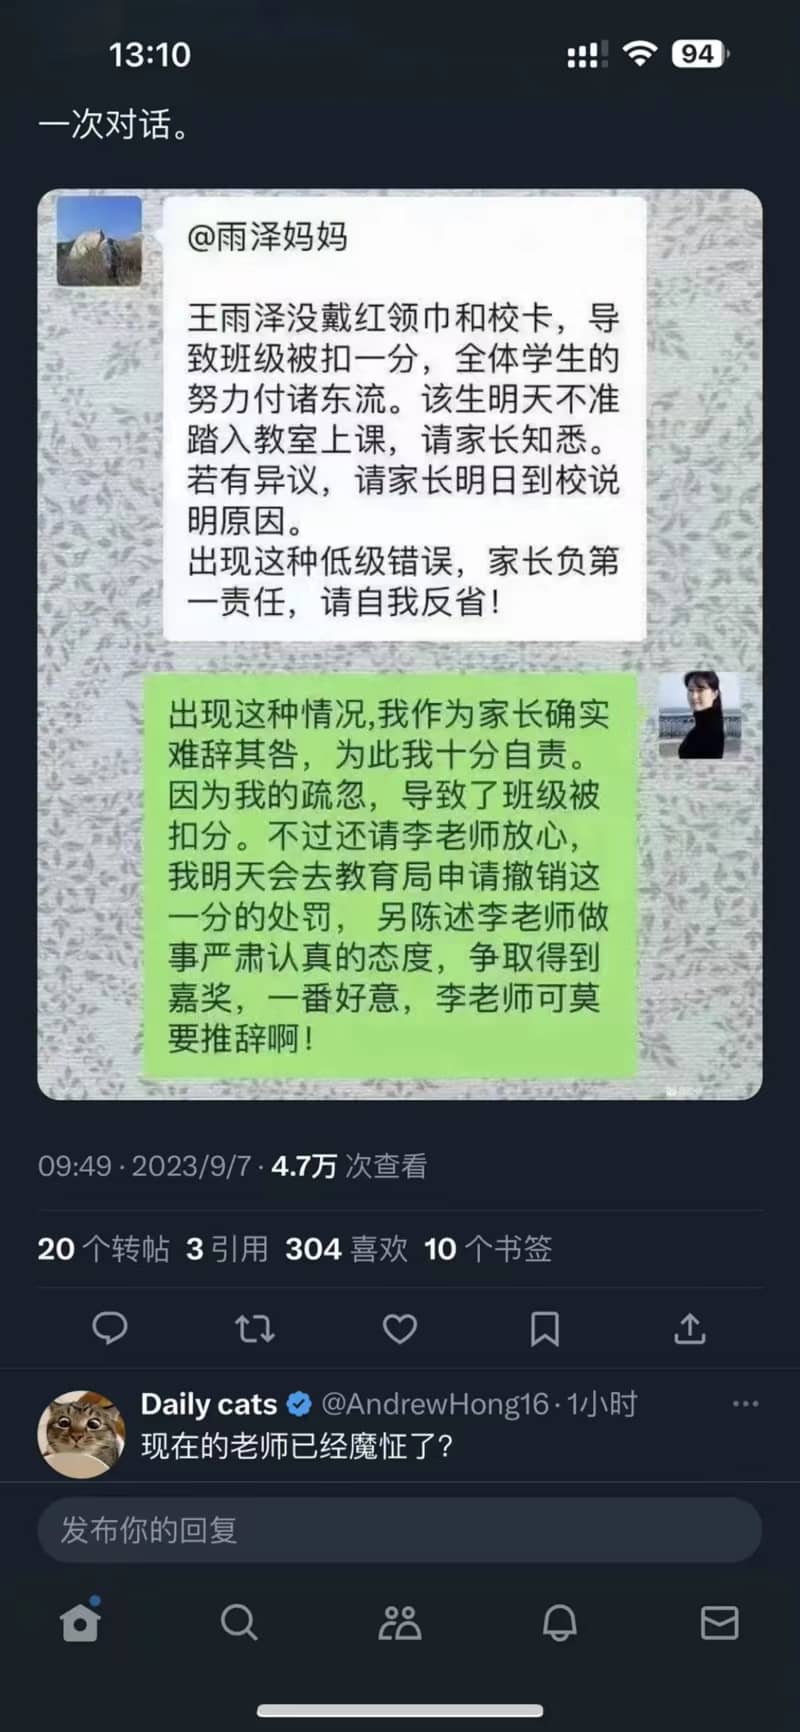 13:10
94
一次对话。
@雨泽妈妈
王雨泽没戴红领巾和校卡，导
致班级被扣一分，全体学生的
努力付诸东流。该生明天不准
踏入教室上课，请家长知悉。
若有异议，请家长明日到校说
明原因。
出现这种低级错误，家长负第
一责任，请自我反省！
出现这种情况,我作为家长确实
难辞其咎，为此我十分自责。
因为我的疏忽，导致了班级被
扣分。不过还请李老师放心，
我明天会去教育局申请撤销这
一分的处罚， 另陈述李老师做
事严肃认真的态度，争取得到
嘉奖，一番好意，李老师可莫
要推辞啊！
09:49 · 2023/9/7 · 4.7万 次查看
20 个转帖 3 引用 304 喜欢 10 个书签
Daily cats @AndrewHong16 · 1小时
现在的老师已经魔怔了？
发布你的回复